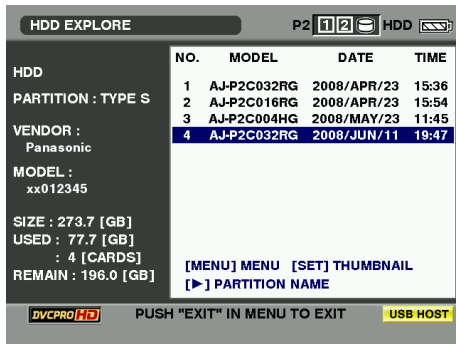 HDD EXPLORE
P2 1 2 HDD
HDD
PARTITION : TYPE S
VENDOR :
Panasonic
MODEL :
xx012345
SIZE : 273.7 [GB]
USED : 77.7 [GB]
: 4 [CARDS]
REMAIN : 196.0 [GB]
NO. MODEL DATE TIME
1 AJ-P2C032RG 2008/APR/23 15:36
2 AJ-P2C016RG 2008/APR/23 15:54
3 AJ-P2C004HG 2008/MAY/23 11:45
4 AJ-P2C032RG 2008/JUN/11 19:47
[MENU] MENU [SET] THUMBNAIL
[▶] PARTITION NAME
DVCPRO HD
PUSH "EXIT" IN MENU TO EXIT
USB HOST